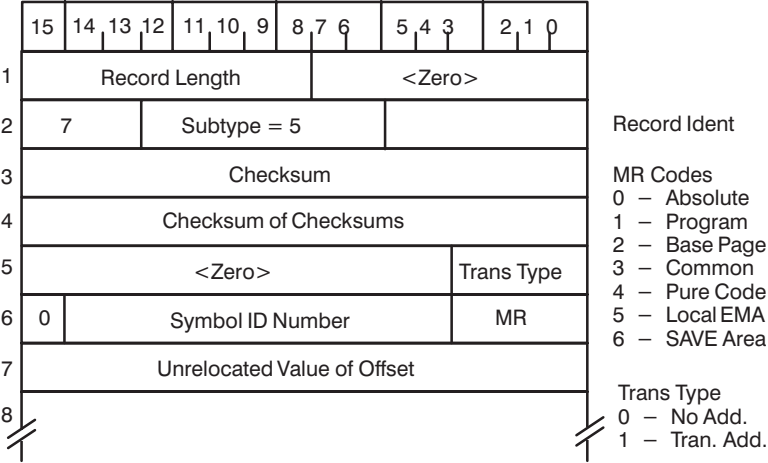 15 14 13 12 11 10 9 8 7 6 5 4 3 2 1 0
1 Record Length <Zero>
2 7 Subtype = 5 Record Ident
3 Checksum MR Codes
0 – Absolute
4 Checksum of Checksums 1 – Program
2 – Base Page
5 <Zero> Trans Type 3 – Common
4 – Pure Code
5 – Local EMA
6 0 Symbol ID Number MR 6 – SAVE Area
7 Unrelocated Value of Offset
Trans Type
8 0 – No Add.
1 – Tran. Add.